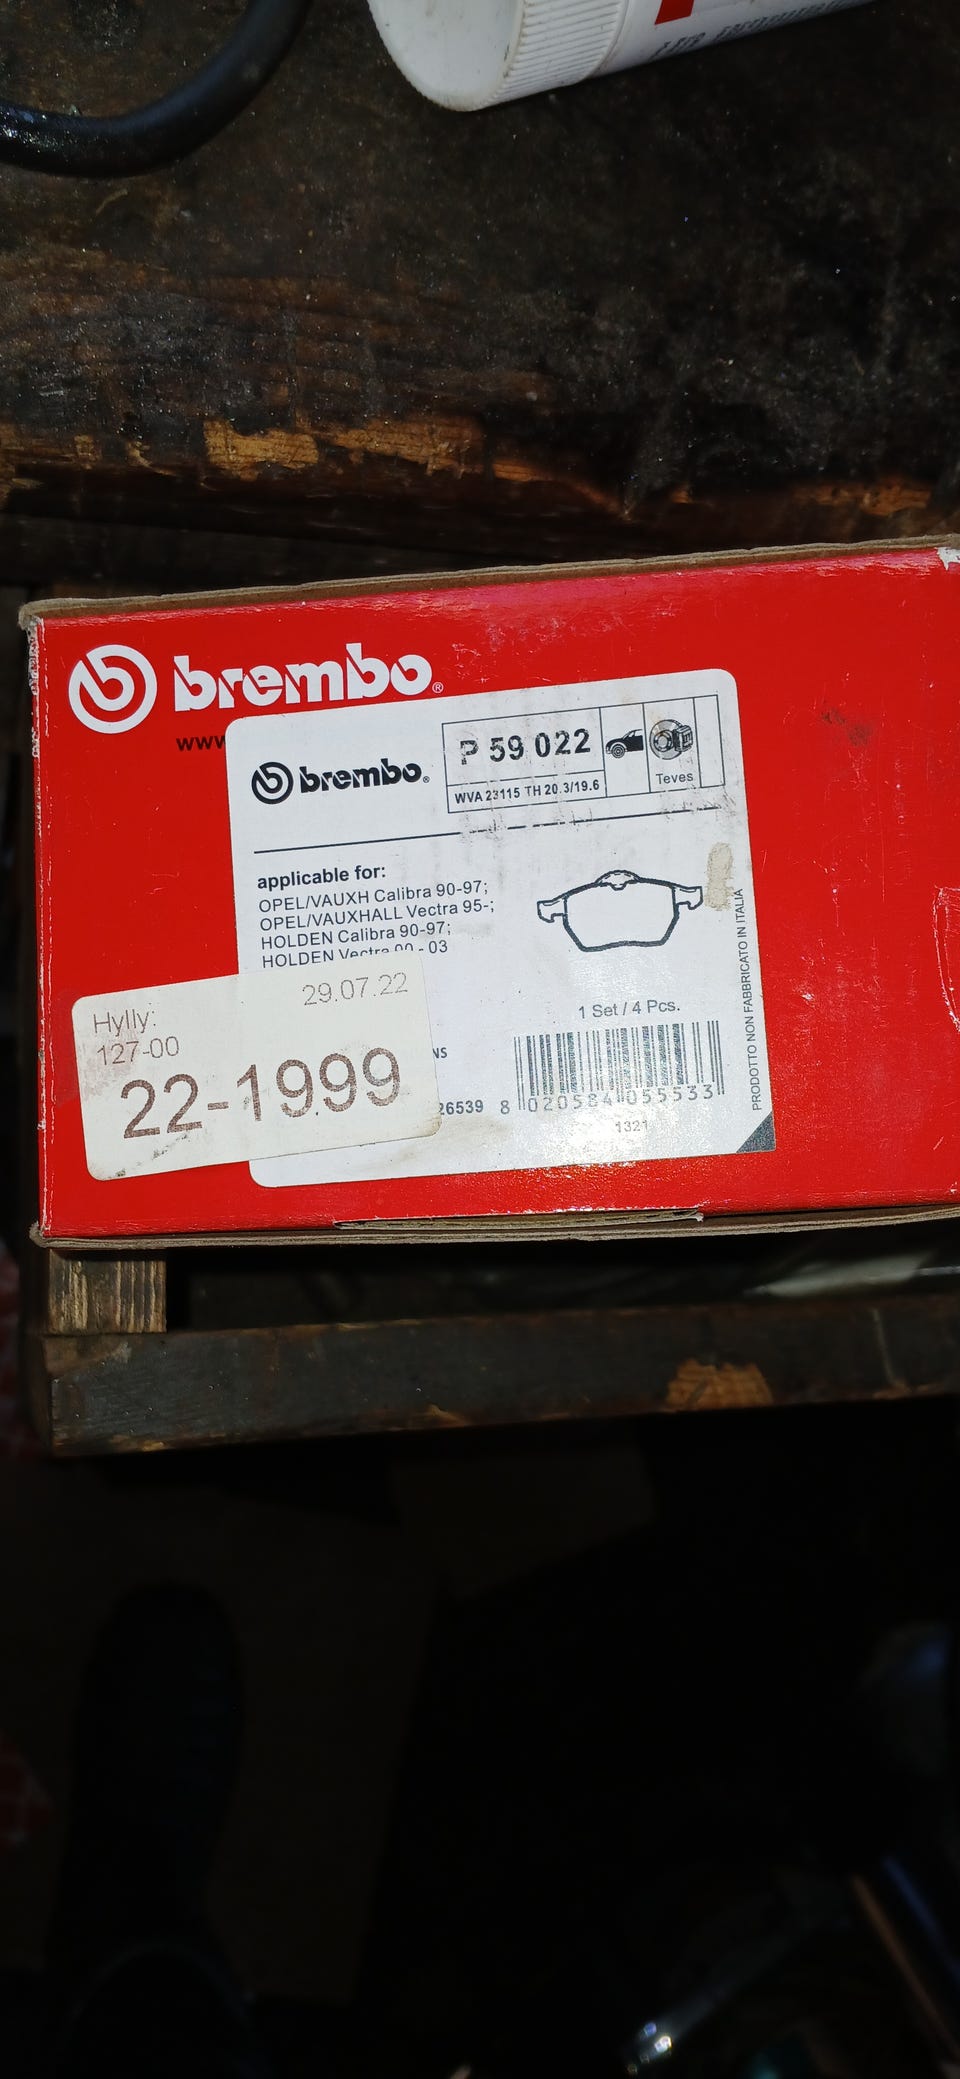 brembo®
www
brembo®
P 59 022
WVA 23115 TH 20.3/19.6
Teves
applicable for:
OPEL/VAUXH Calibra 90-97;
OPEL/VAUXHALL Vectra 95-;
HOLDEN Calibra 90-97;
HOLDEN Vectra - 03
PRODOTTO NON FABBRICATO IN ITALIA
1 Set / 4 Pcs.
NS
26539
8 020584 055533
1321
29.07.22
Hylly:
127-00
22-1999